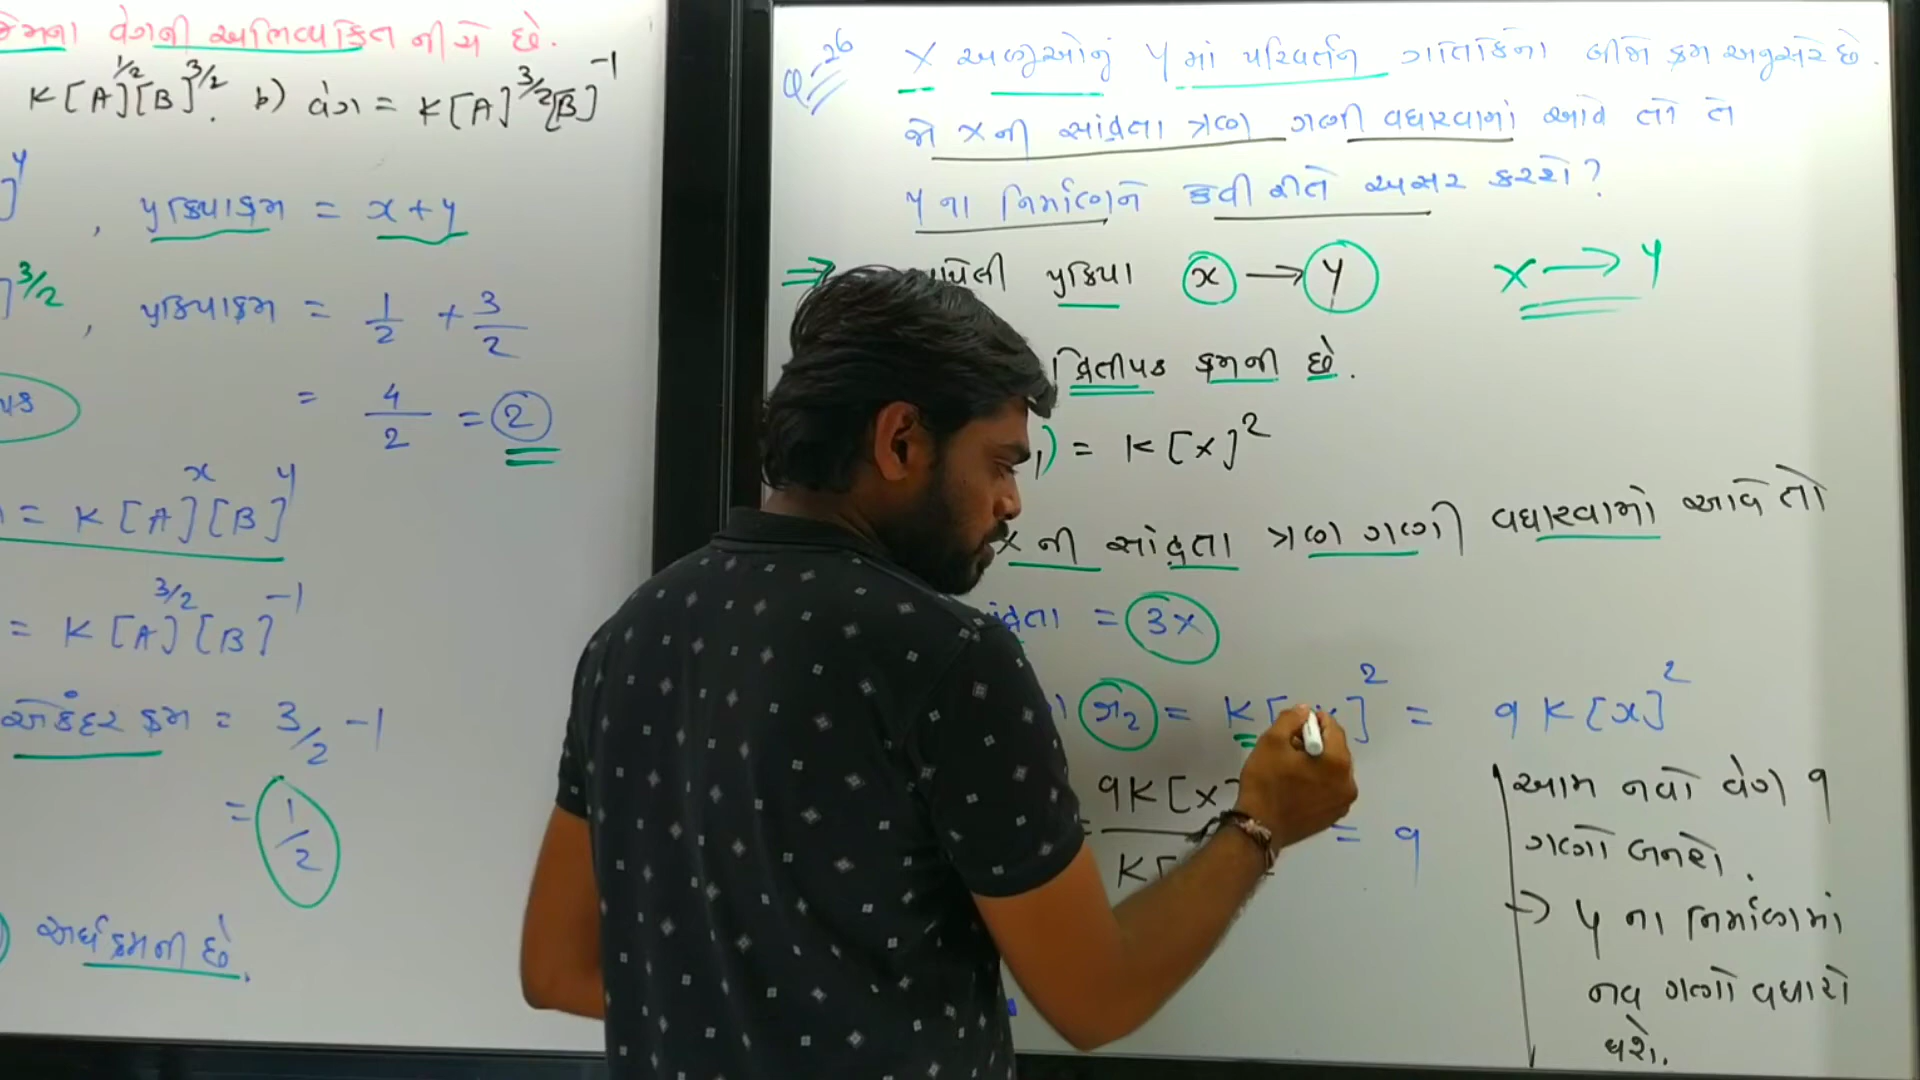 વેગની અભિવ્યક્તિ નીચે છે.
K[A]^1/2[B]^3/2. b) વેગ = K[A]^3/2[B]^-1
]^y, પ્રક્રિયાક્રમ = x+y
]^3/2, પ્રક્રિયાક્રમ = 1/2 + 3/2
= 4/2 = 2
= K[A]^x[B]^y
= K[A]^3/2[B]^-1
એકંદર ક્રમ = 3/2 -1
= 1/2
અર્ધક્રમની છે.
Q-26 X અણુઓનું Y માં પરિવર્તન ગતિકીના બીજા ક્રમ અનુસરે છે.
જો X ની સાંદ્રતા ત્રણ ગણી વધારવામાં આવે તો તે
Y ના નિર્માણને કેવી રીતે અસર કરશે?
⇒ પ્રક્રિયા x → y X → Y
દ્વિતીયક ક્રમની છે.
= K[X]^2
X ની સાંદ્રતા ત્રણ ગણી વધારવામાં આવે તો
= 3X
r2 = K[ ]^2 = 9K[x]^2
9K[X
K[ = 9
આમ નવો વેગ 9
ગણો બનશે.
→ Y ના નિર્માણમાં
નવ ગણો વધારો
થશે.